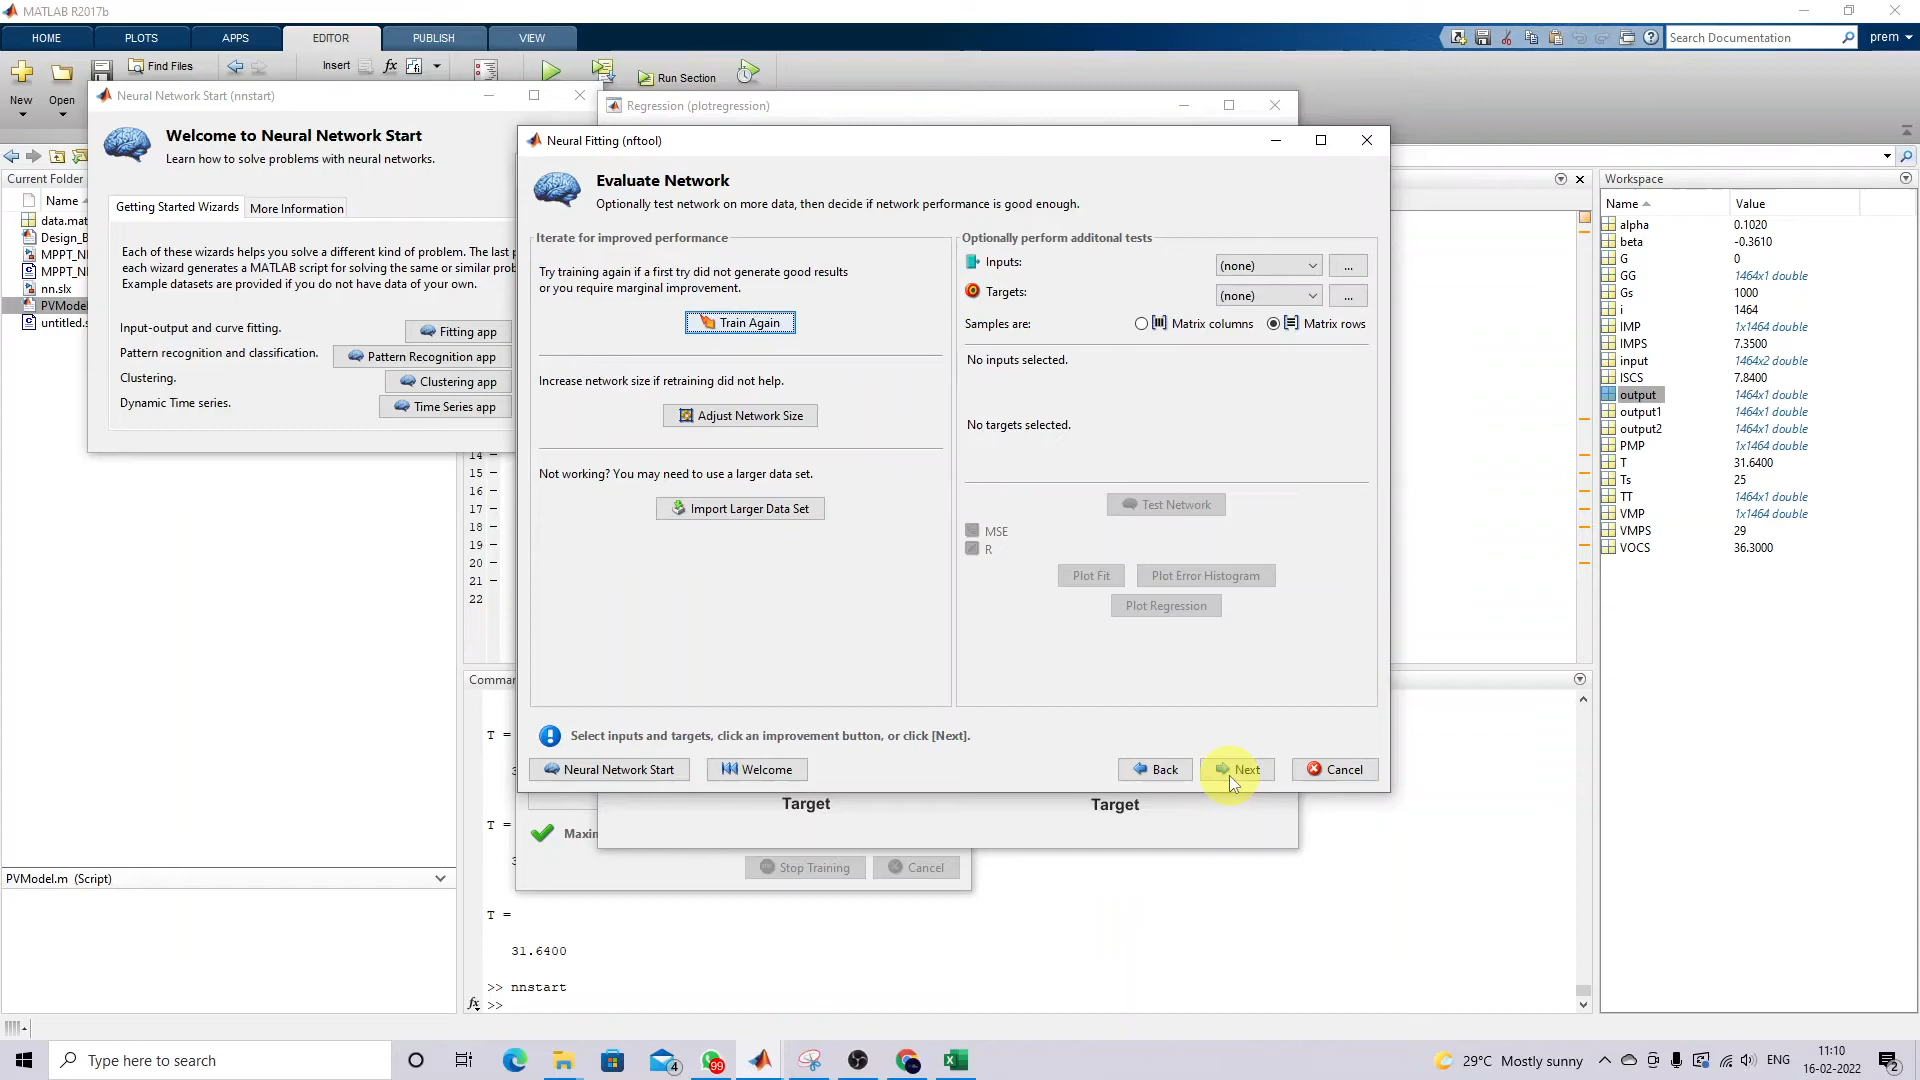 MATLAB R2017b
HOME
PLOTS
APPS
EDITOR
PUBLISH
VIEW
Search Documentation
prem
Find Files
Insert
fx
Run Section
New
Open
Neural Network Start (nnstart)
Welcome to Neural Network Start
Learn how to solve problems with neural networks.
Getting Started Wizards
More Information
Each of these wizards helps you solve a different kind of problem. The last p
each wizard generates a MATLAB script for solving the same or similar prob
Example datasets are provided if you do not have data of your own.
Input-output and curve fitting.
Fitting app
Pattern recognition and classification.
Pattern Recognition app
Clustering.
Clustering app
Dynamic Time series.
Time Series app
Regression (plotregression)
Neural Fitting (nftool)
Evaluate Network
Optionally test network on more data, then decide if network performance is good enough.
Iterate for improved performance
Try training again if a first try did not generate good results
or you require marginal improvement.
Train Again
Increase network size if retraining did not help.
Adjust Network Size
Not working? You may need to use a larger data set.
Import Larger Data Set
Optionally perform additonal tests
Inputs:
(none)
...
Targets:
(none)
...
Samples are:
Matrix columns
Matrix rows
No inputs selected.
No targets selected.
Test Network
MSE
R
Plot Fit
Plot Error Histogram
Plot Regression
Select inputs and targets, click an improvement button, or click [Next].
Neural Network Start
Welcome
Back
Next
Cancel
Target
Target
Maxin
Stop Training
Cancel
Current Folder
Name
data.mat
Design_B
MPPT_N
MPPT_N
nn.slx
PVModel
untitled.s
PVModel.m (Script)
14
15
16
17
18
19
20
21
22
Comman
T =
3
T =
3
T =
31.6400
>> nnstart
fx >>
Workspace
Name
Value
alpha 0.1020
beta -0.3610
G 0
GG 1464x1 double
Gs 1000
i 1464
IMP 1x1464 double
IMPS 7.3500
input 1464x2 double
ISCS 7.8400
output 1464x1 double
output1 1464x1 double
output2 1464x1 double
PMP 1x1464 double
T 31.6400
Ts 25
TT 1464x1 double
VMP 1x1464 double
VMPS 29
VOCS 36.3000
Type here to search
4
99
29°C Mostly sunny
ENG
11:10
16-02-2022
2